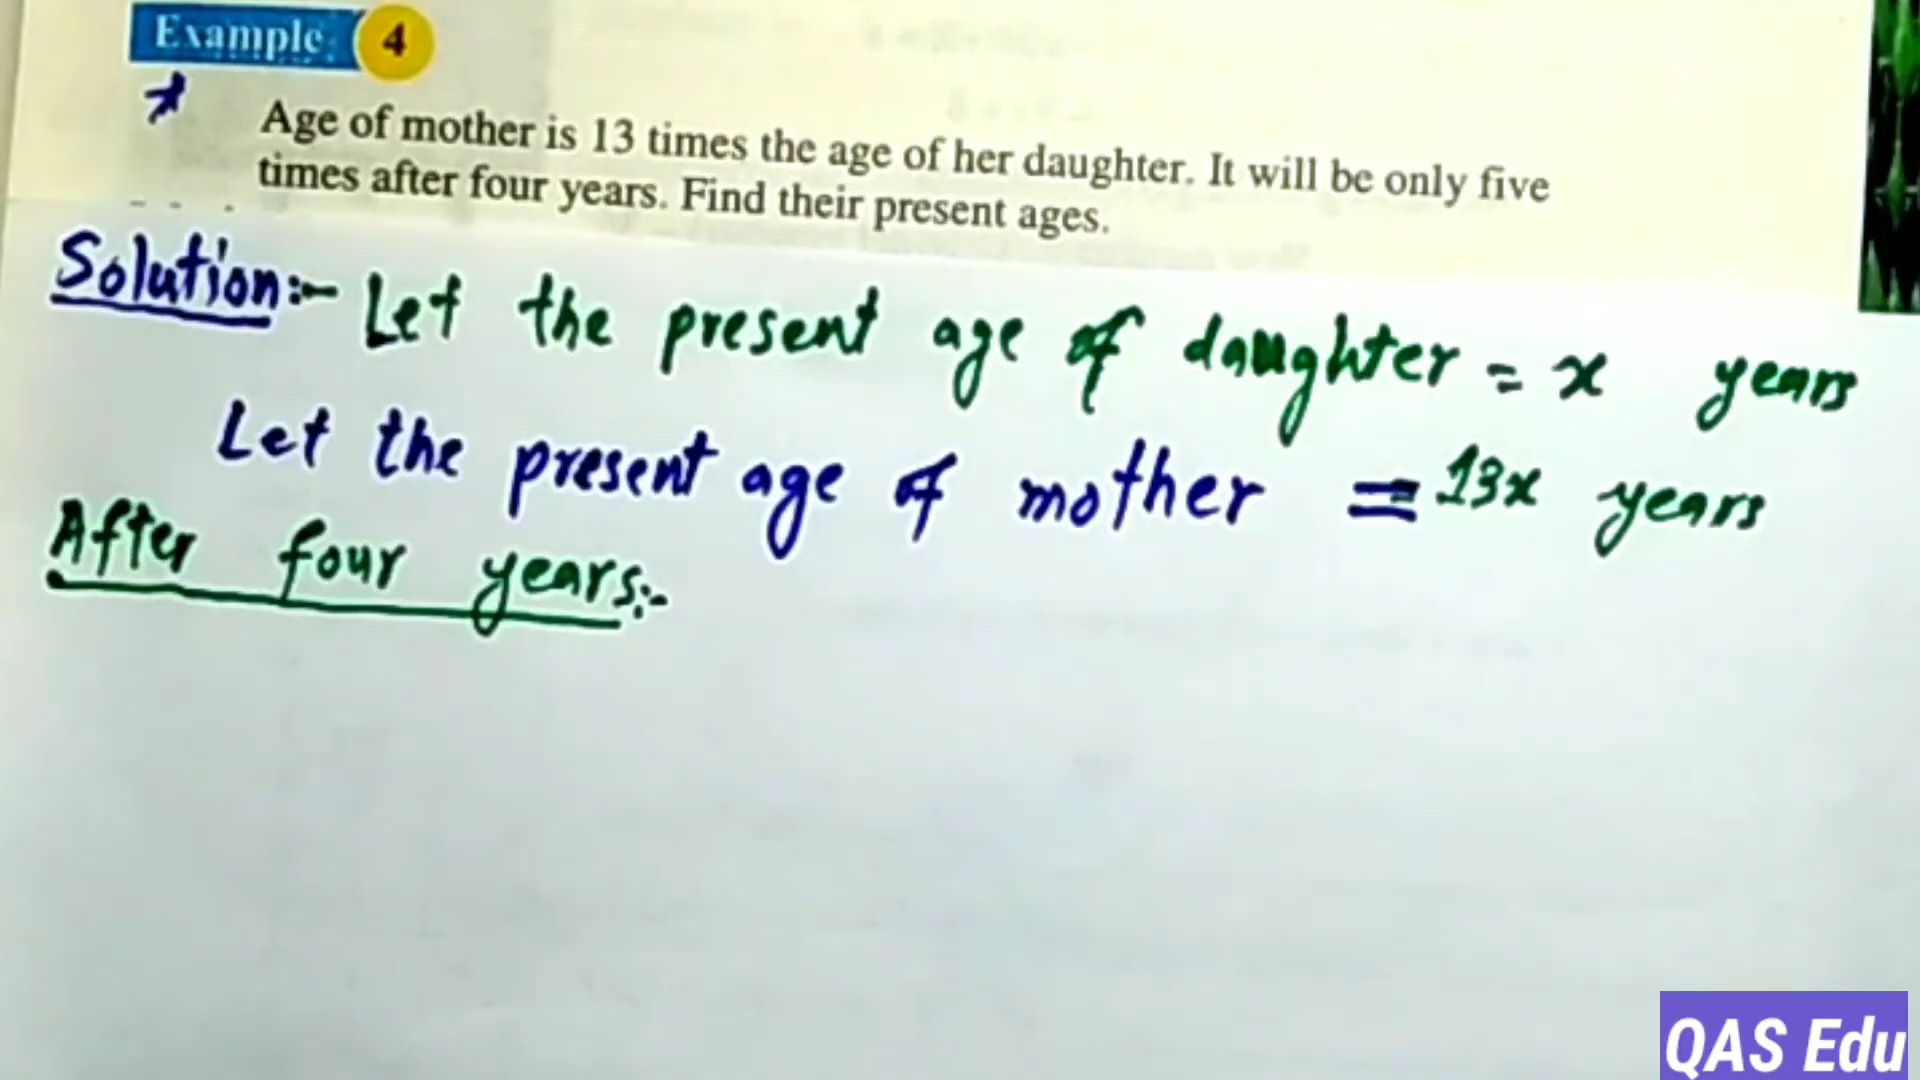 Example 4
Age of mother is 13 times the age of her daughter. It will be only five
times after four years. Find their present ages.
Solution:- Let the present age of daughter = x years
Let the present age of mother = 13x years
After four years:-
QAS Edu